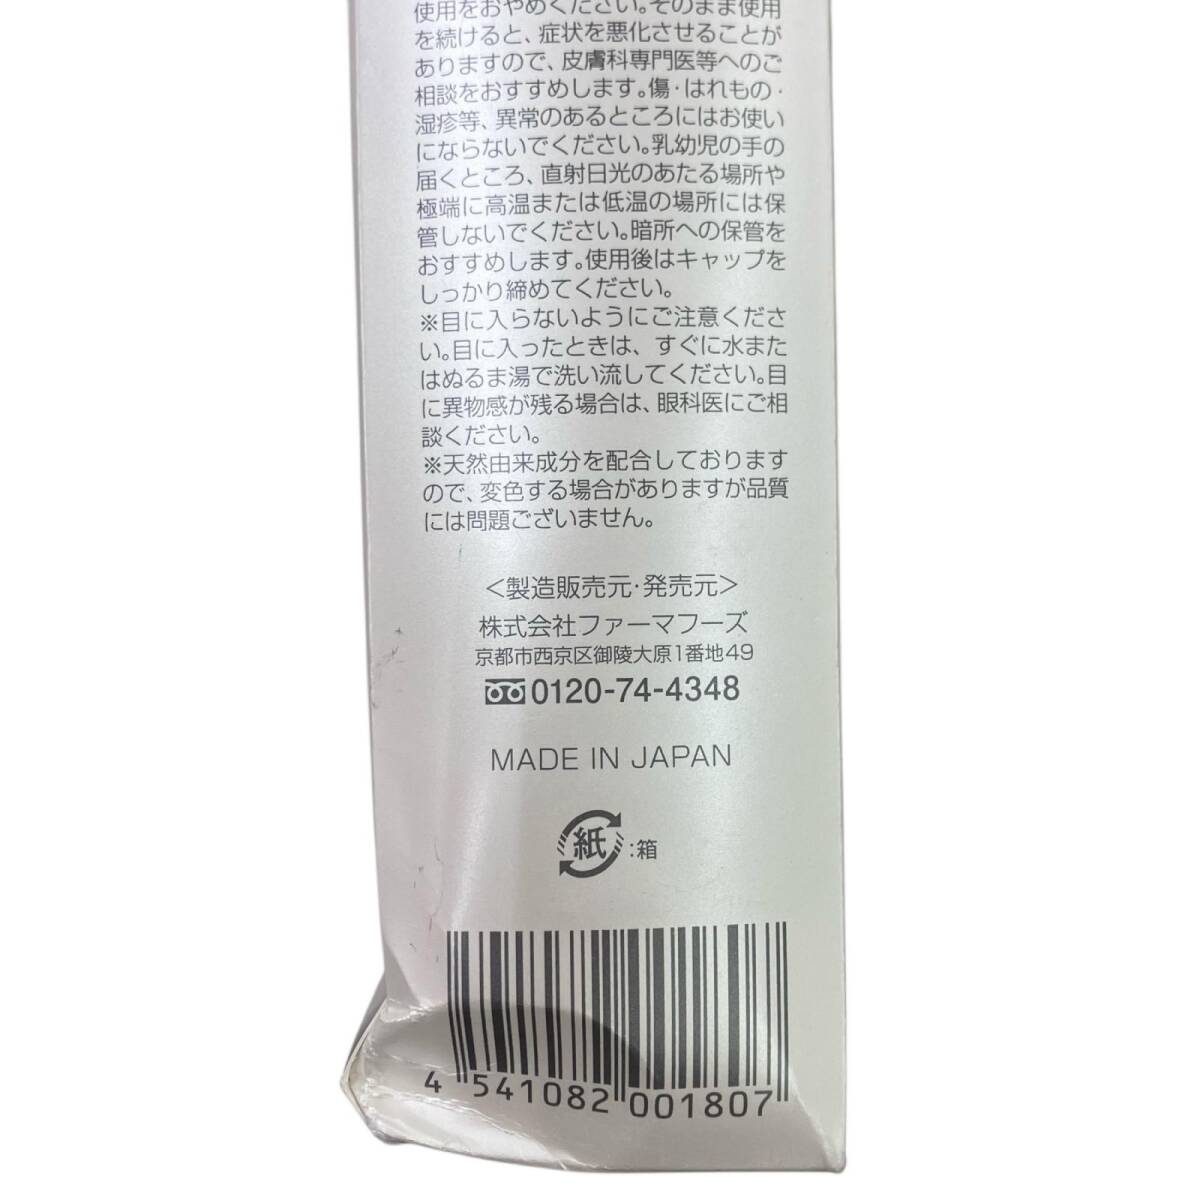 使用をおやめください。そのまま使用
を続けると、症状を悪化させることが
ありますので、皮膚科専門医等へのご
相談をおすすめします。傷・はれもの・
湿疹等、異常のあるところにはお使い
にならないでください。乳幼児の手の
届くところ、直射日光のあたる場所や
極端に高温または低温の場所には保
管しないでください。暗所への保管を
おすすめします。使用後はキャップを
しっかり締めてください。
※目に入らないようにご注意くださ
い。目に入ったときは、すぐに水また
はぬるま湯で洗い流してください。目
に異物感が残る場合は、眼科医にご相
談ください。
※天然由来成分を配合しております
ので、変色する場合がありますが品質
には問題ございません。
＜製造販売元・発売元＞
株式会社ファーマフーズ
京都市西京区御陵大原1番地49
0120-74-4348
MADE IN JAPAN
紙:箱
4 541082 001807